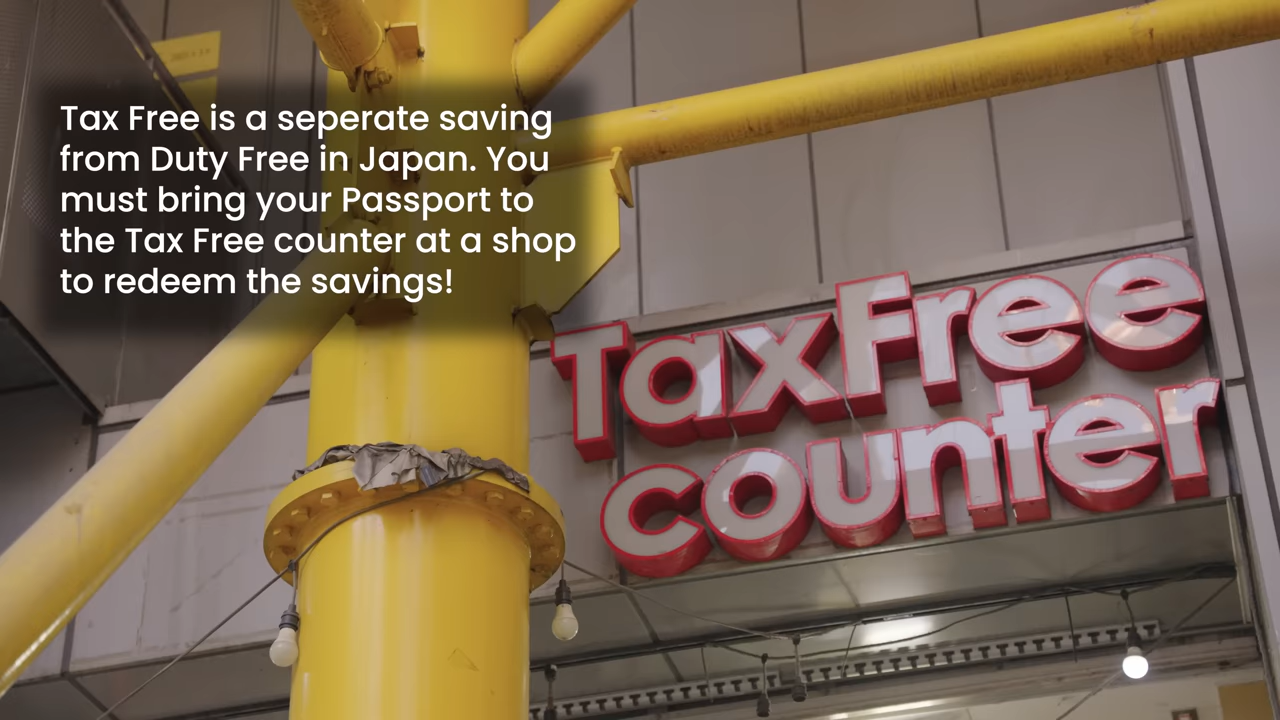 Tax Free is a seperate saving
from Duty Free in Japan. You
must bring your Passport to
the Tax Free counter at a shop
to redeem the savings!
TaxFree
counter